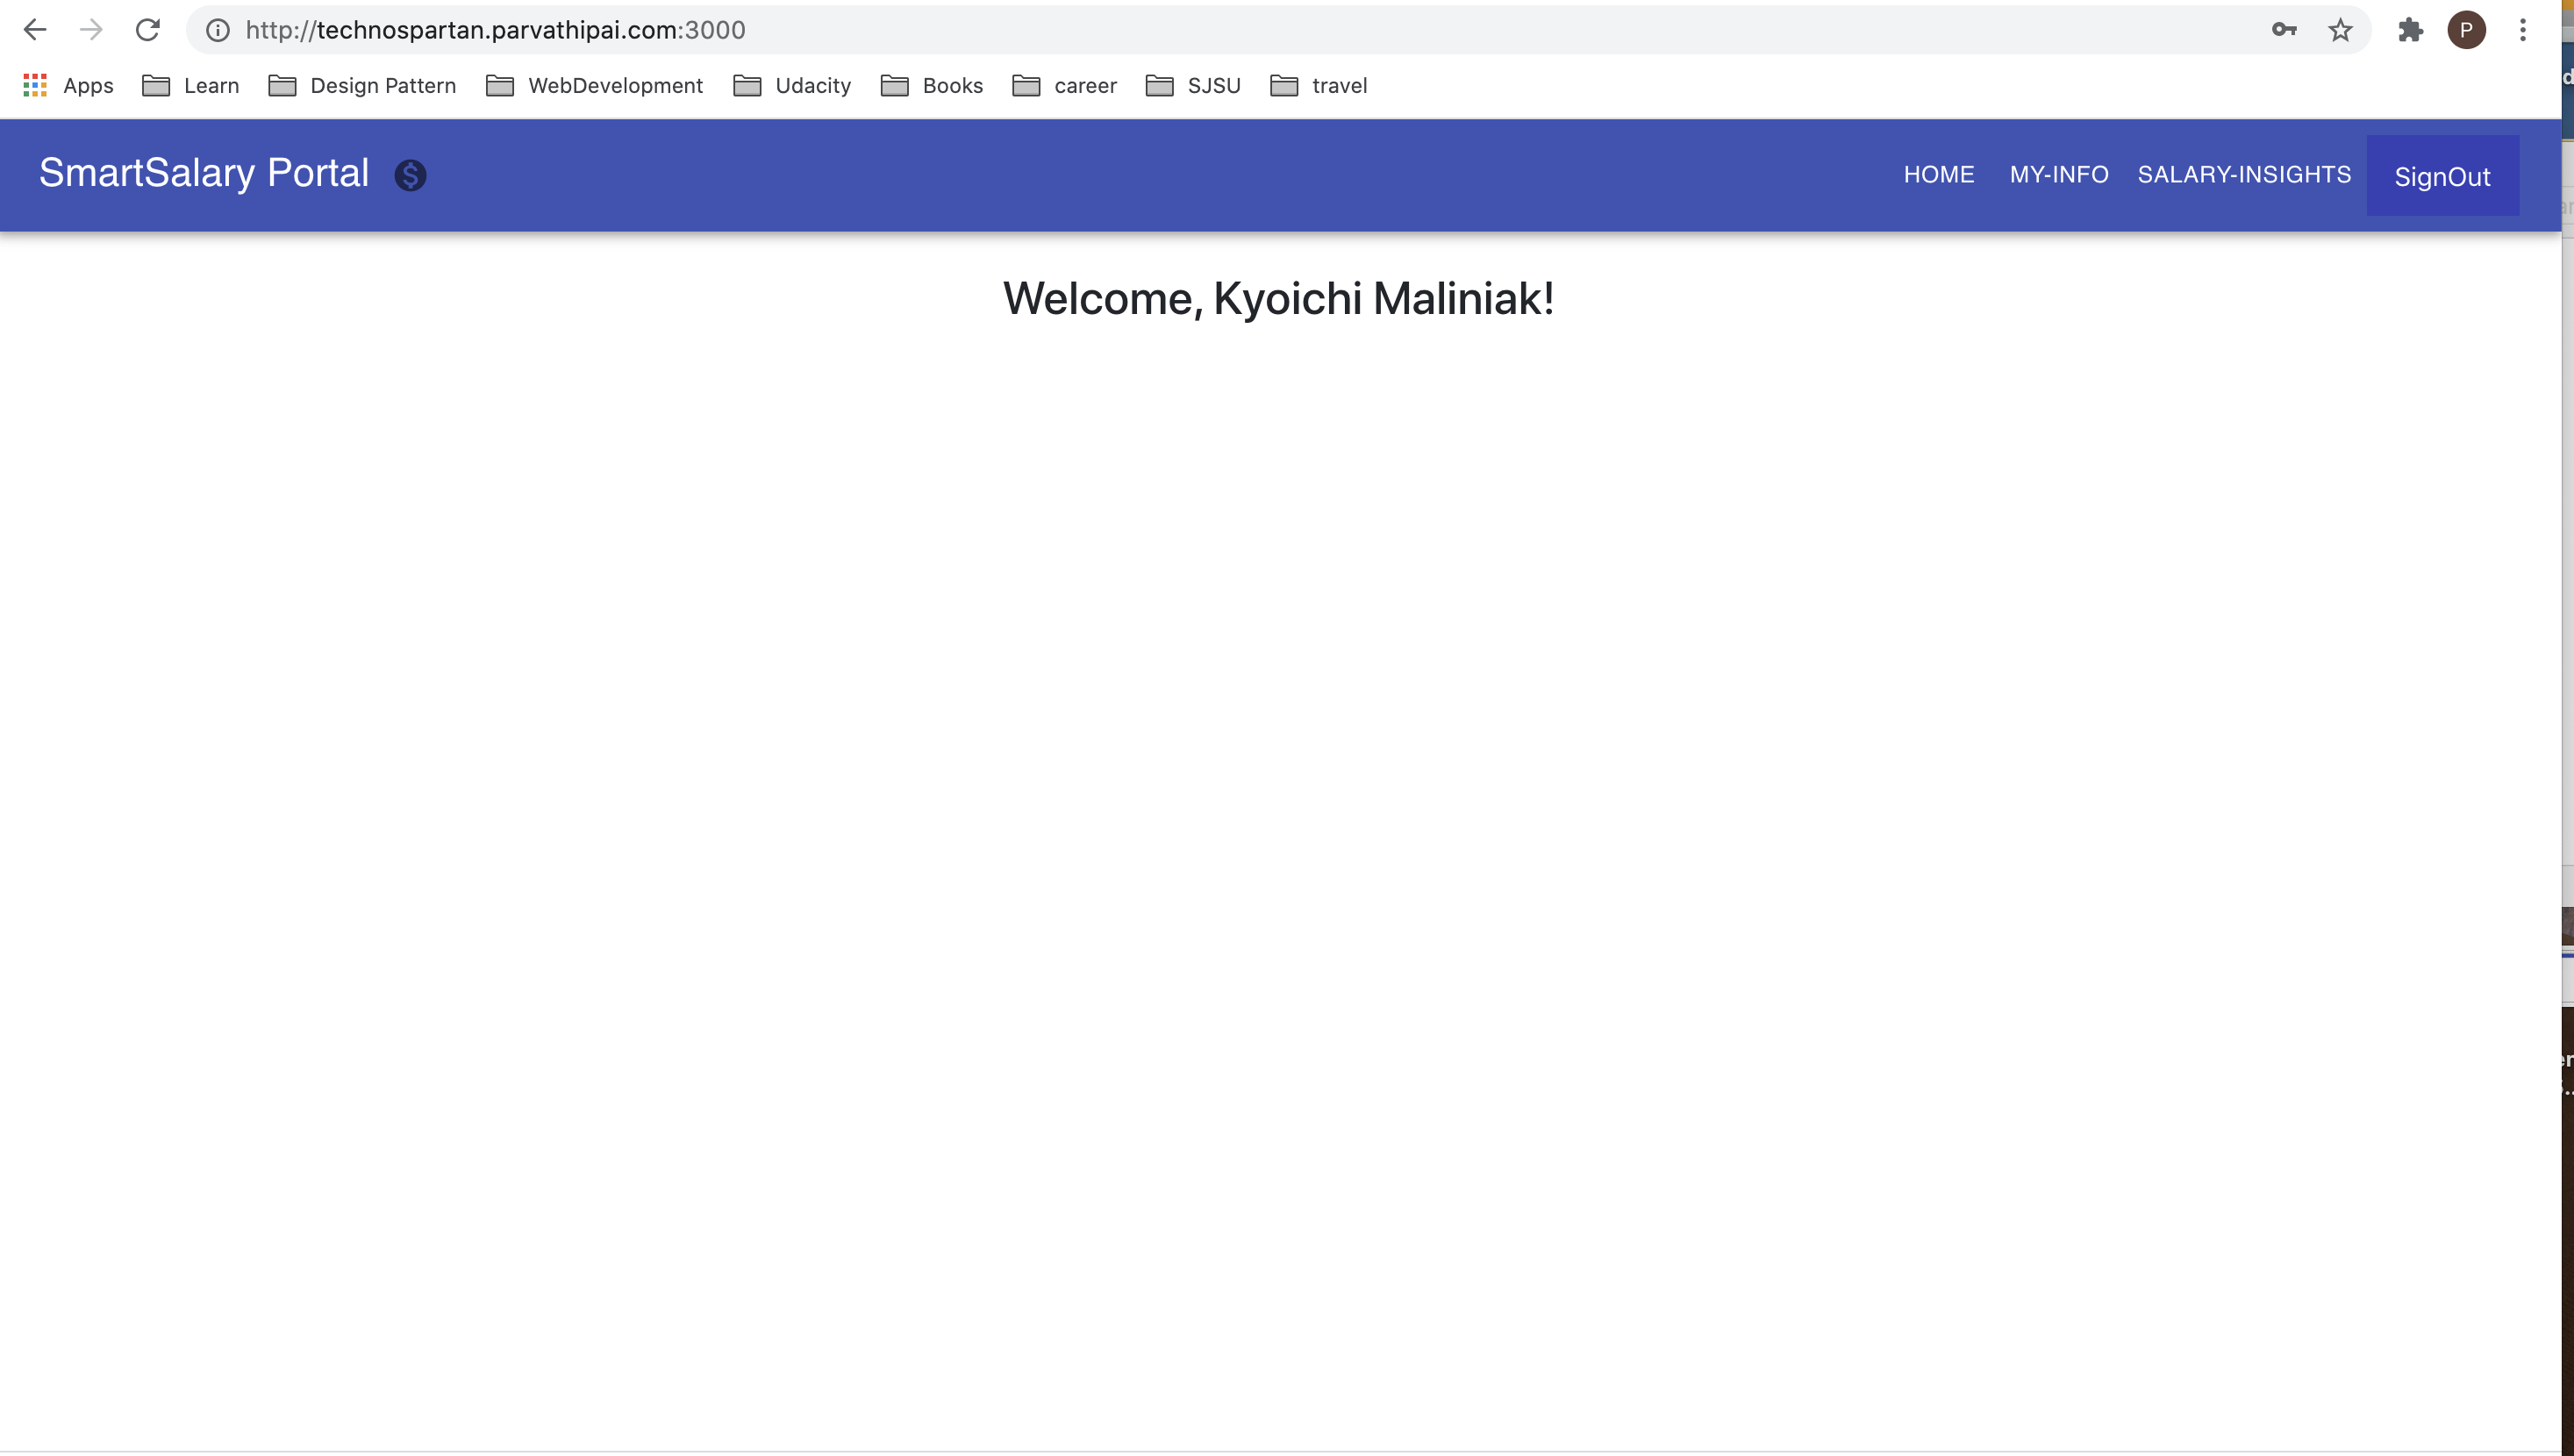 http://technospartan.parvathipai.com:3000 P
Apps Learn Design Pattern WebDevelopment Udacity Books career SJSU travel
SmartSalary Portal $ HOME MY-INFO SALARY-INSIGHTS SignOut
Welcome, Kyoichi Maliniak!